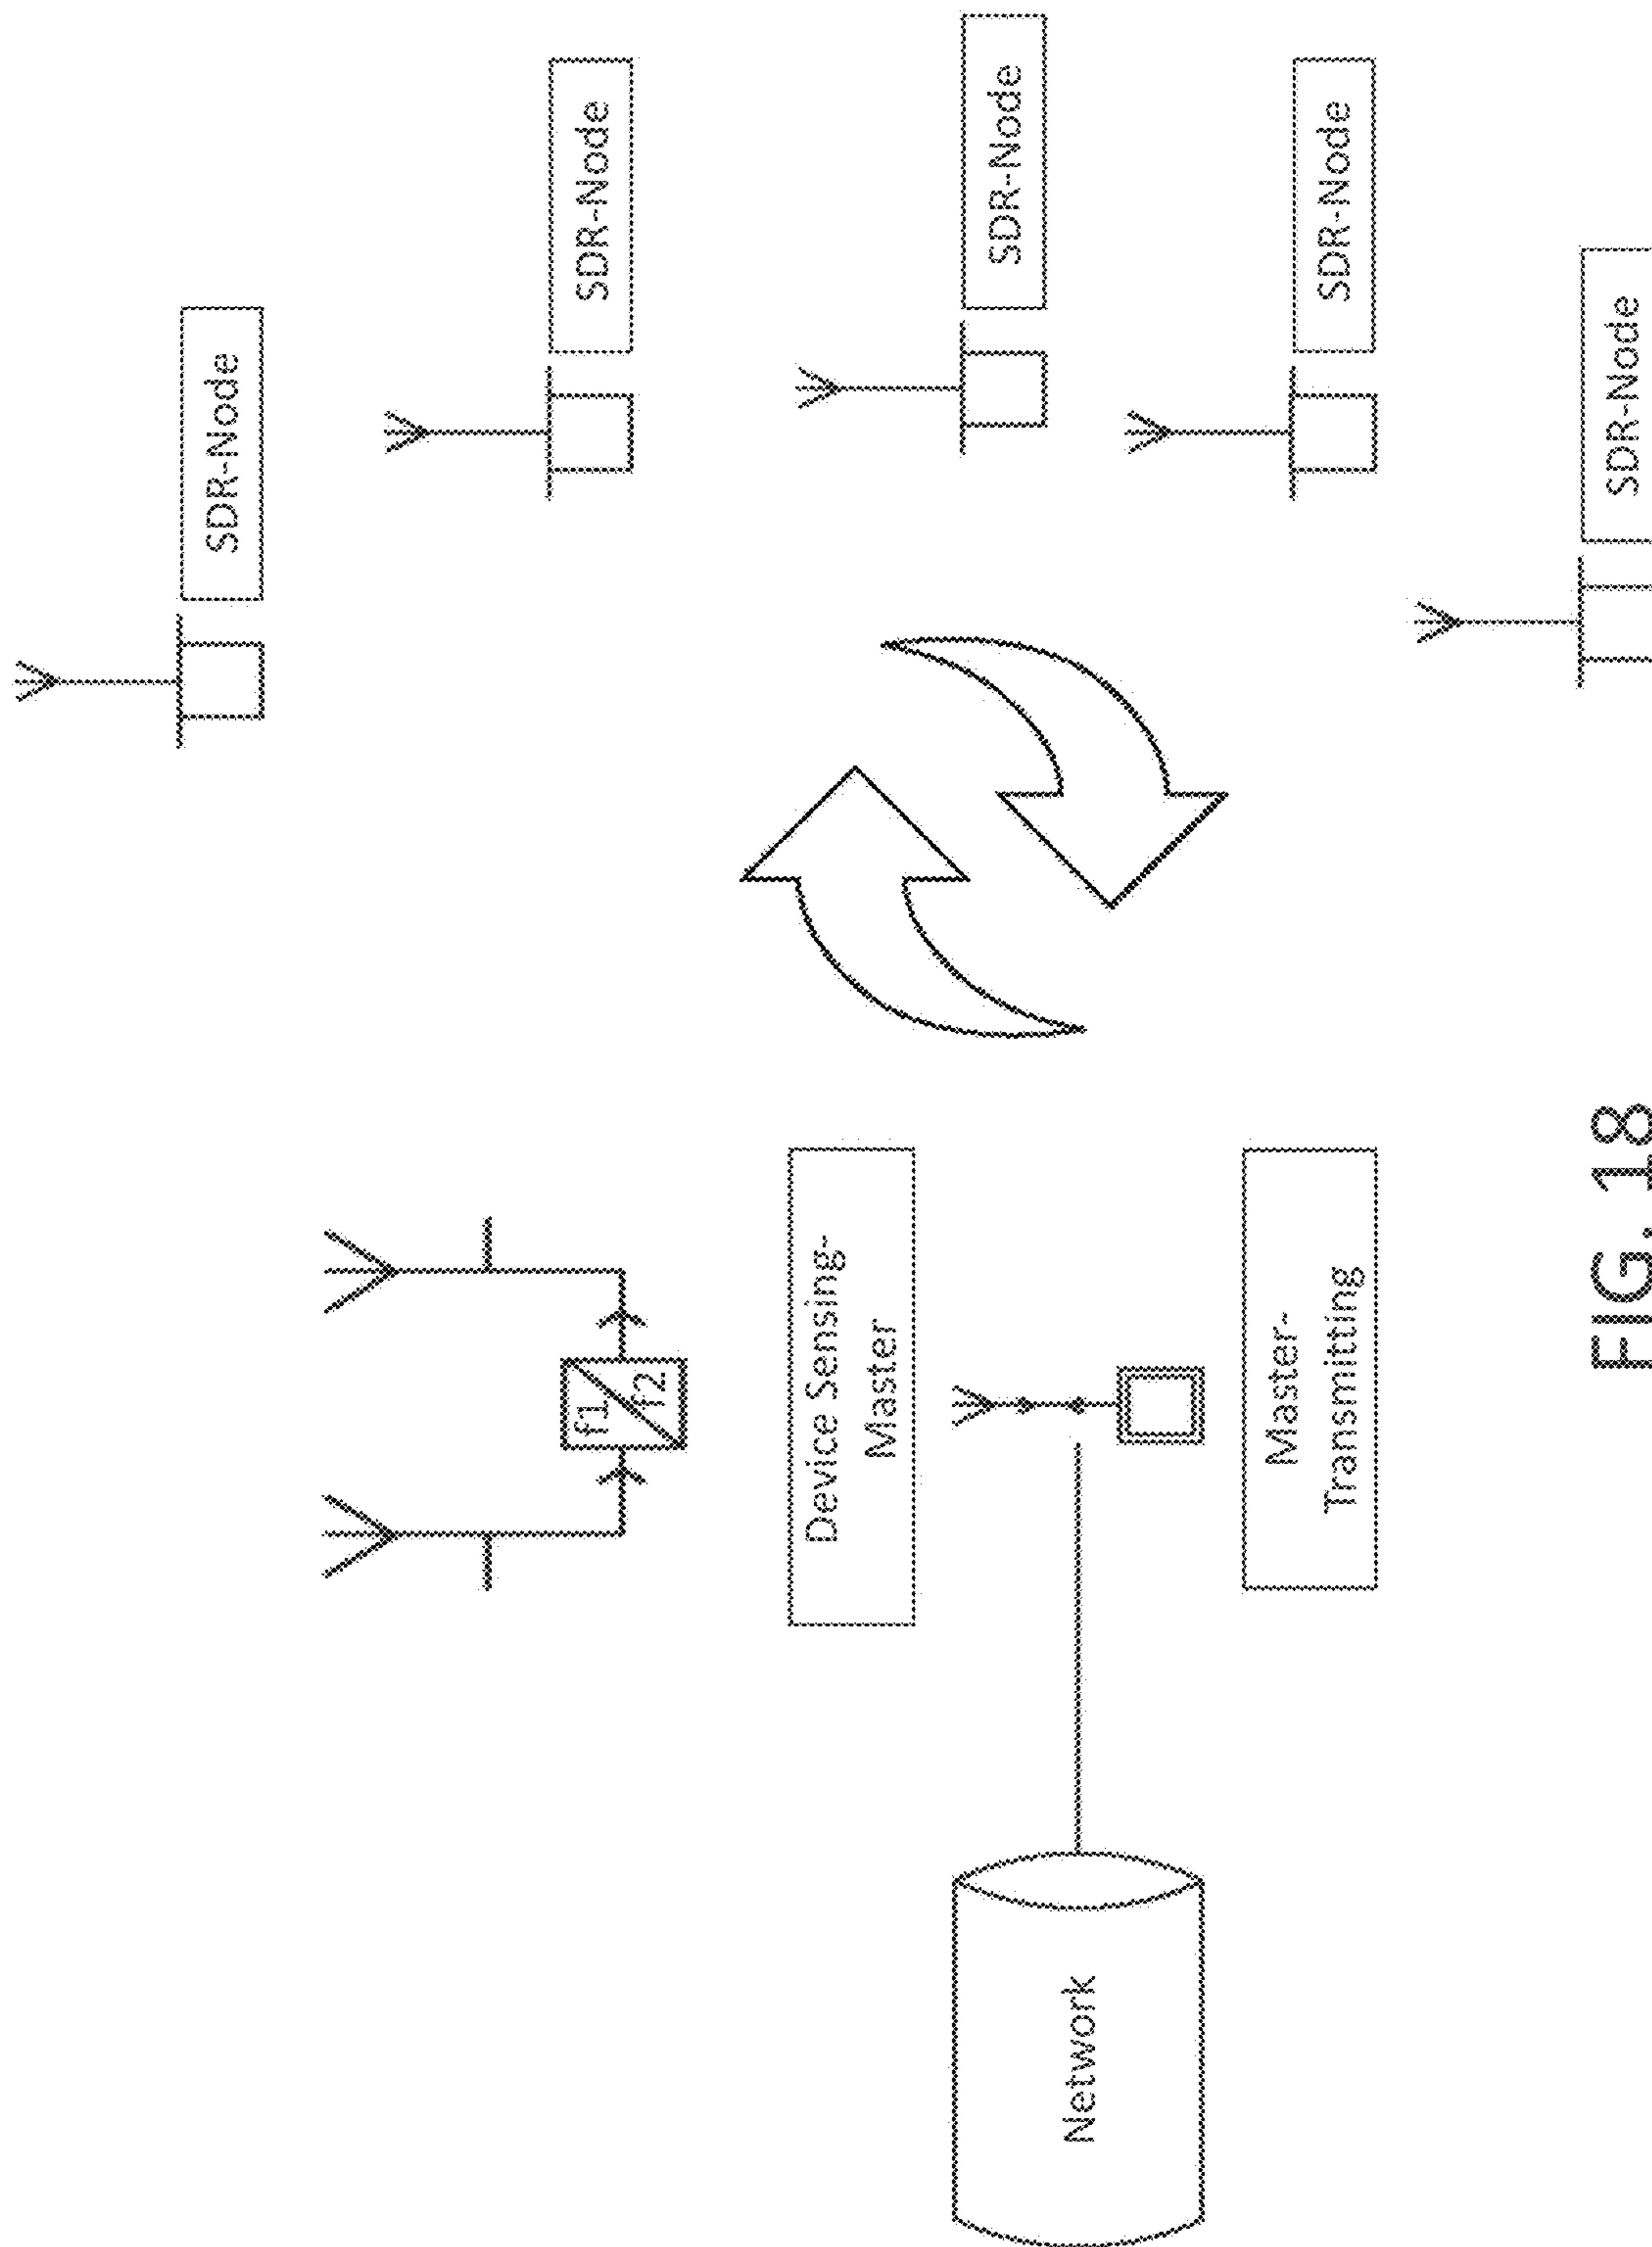 SDR-Node
SDR-Node
SDR-Node
SDR-Node
SDR-Node
f1
f2
Device Sensing-
Master
Master-
Transmitting
Network
FIG. 18